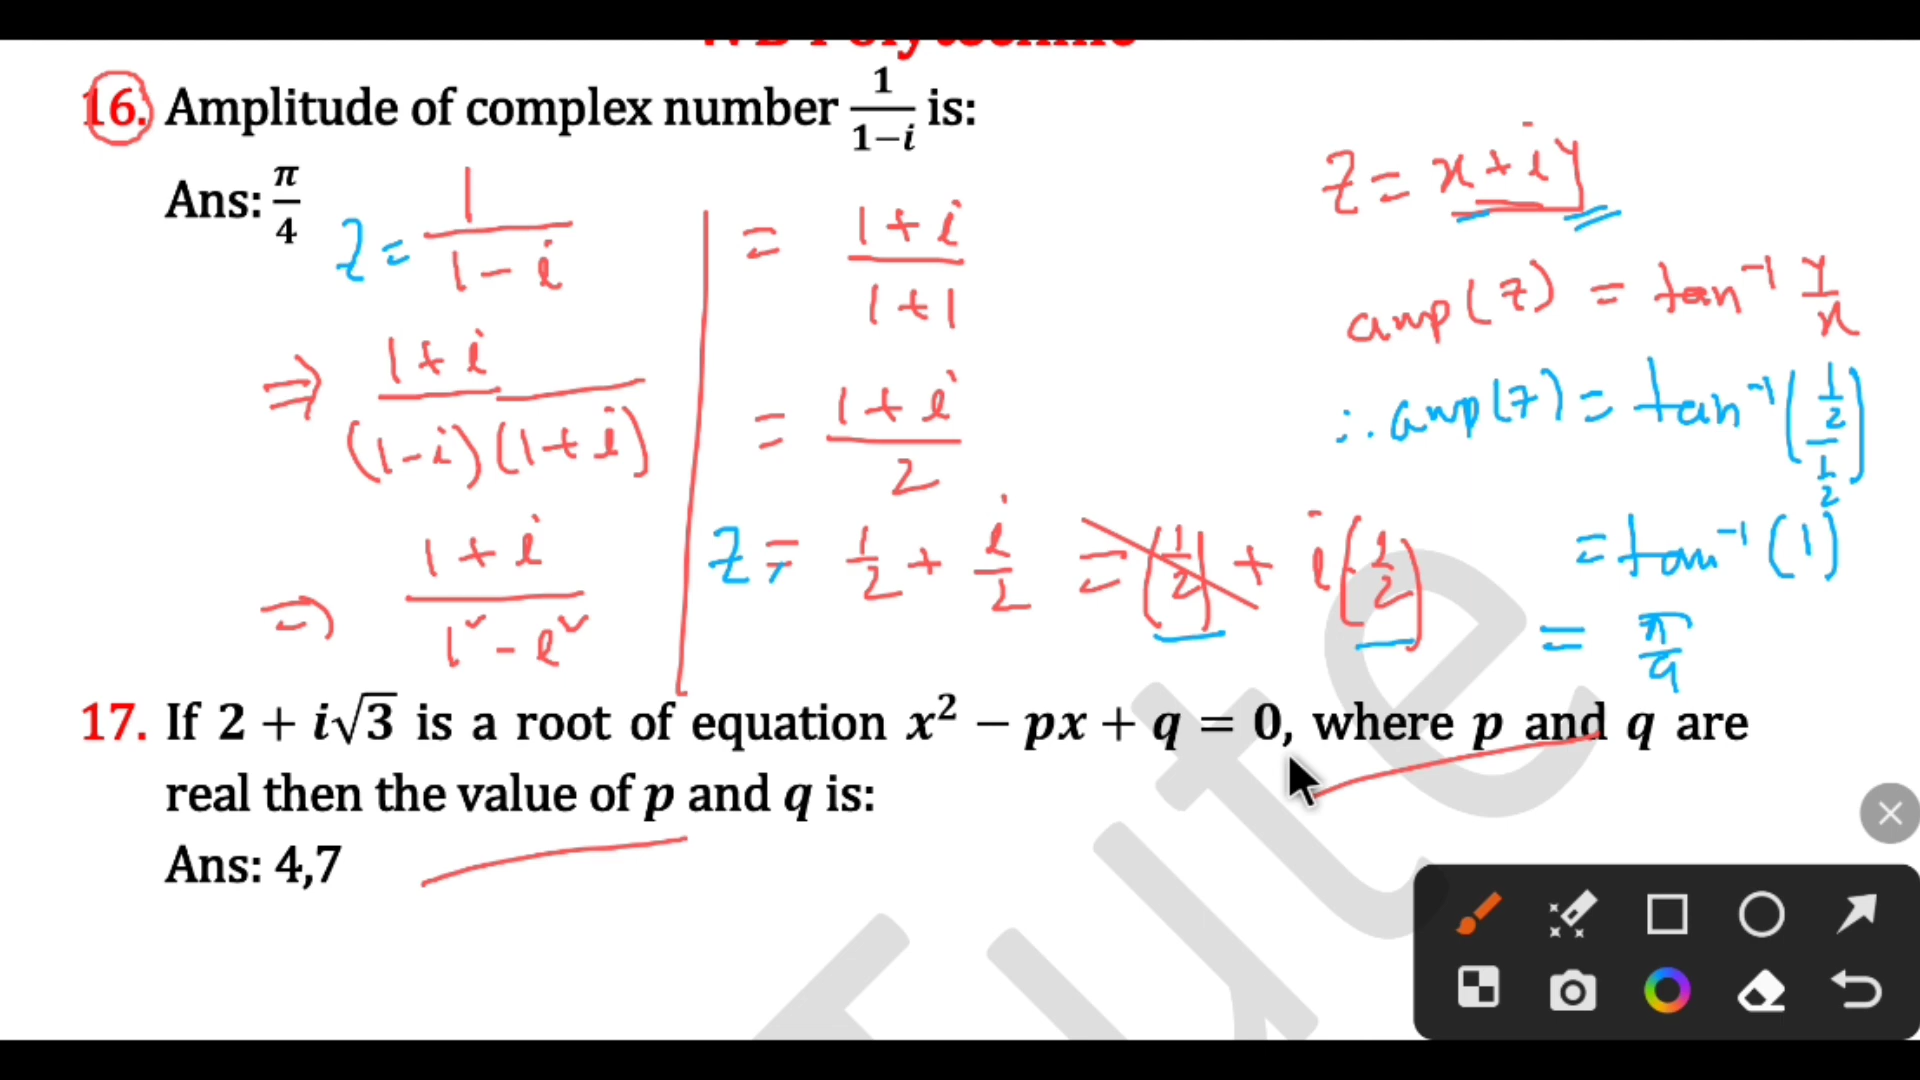 16. Amplitude of complex number 1/(1−i) is:
Ans: π/4
Z = 1/(1-i)
⇒ (1+i)/((1-i)(1+i))
⇒ (1+i)/(1² - i²)
= (1+i)/(1+1)
= (1+i)/2
Z = 1/2 + i/2 = (1/2) + i(1/2)
Z = x+iy
amp(Z) = tan⁻¹ y/x
∴ amp(Z) = tan⁻¹((1/2)/(1/2))
= tan⁻¹(1)
= π/4
17. If 2 + i√3 is a root of equation x² − px + q = 0, where p and q are
real then the value of p and q is:
Ans: 4,7
Tute